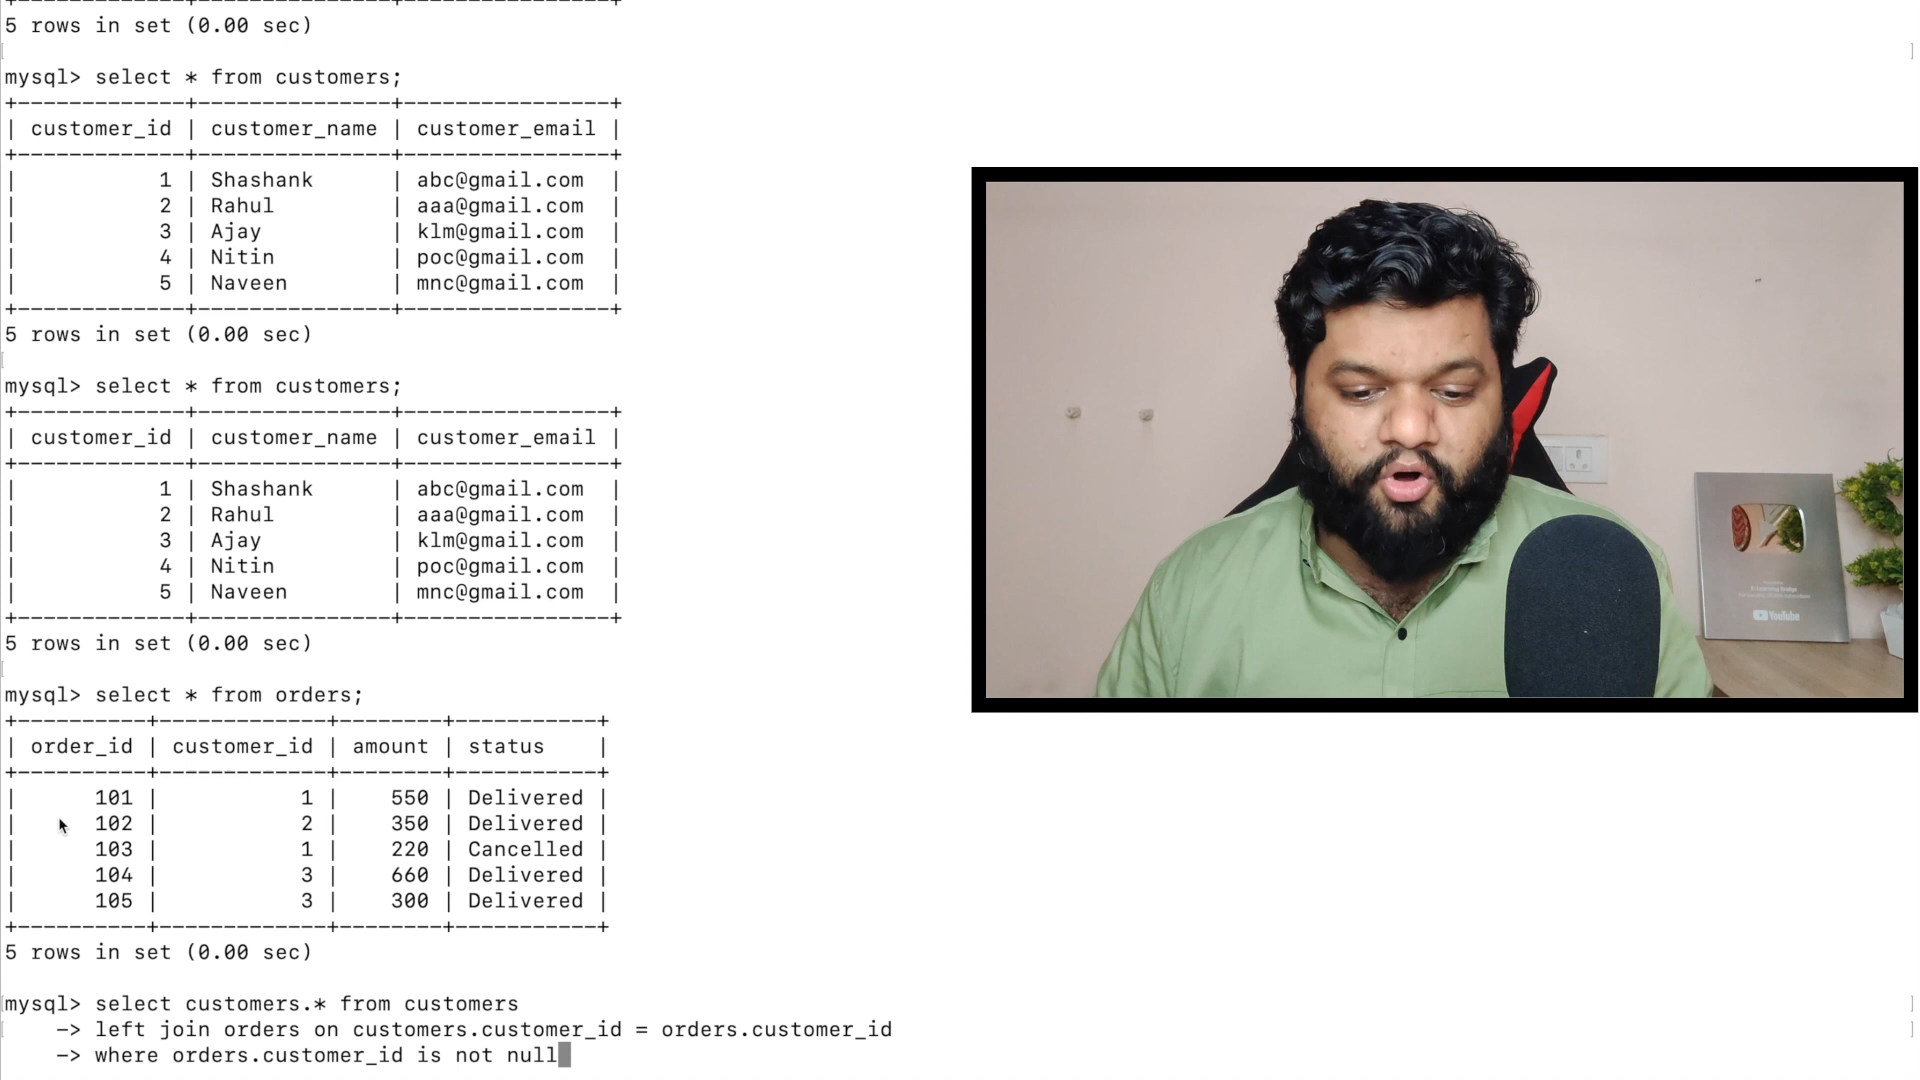 5 rows in set (0.00 sec)
mysql> select * from customers;
+-------------+---------------+----------------+
| customer_id | customer_name | customer_email |
+-------------+---------------+----------------+
| 1 | Shashank | abc@gmail.com |
| 2 | Rahul | aaa@gmail.com |
| 3 | Ajay | klm@gmail.com |
| 4 | Nitin | poc@gmail.com |
| 5 | Naveen | mnc@gmail.com |
+-------------+---------------+----------------+
5 rows in set (0.00 sec)
mysql> select * from customers;
+-------------+---------------+----------------+
| customer_id | customer_name | customer_email |
+-------------+---------------+----------------+
| 1 | Shashank | abc@gmail.com |
| 2 | Rahul | aaa@gmail.com |
| 3 | Ajay | klm@gmail.com |
| 4 | Nitin | poc@gmail.com |
| 5 | Naveen | mnc@gmail.com |
+-------------+---------------+----------------+
5 rows in set (0.00 sec)
mysql> select * from orders;
+----------+-------------+--------+-----------+
| order_id | customer_id | amount | status |
+----------+-------------+--------+-----------+
| 101 | 1 | 550 | Delivered |
| 102 | 2 | 350 | Delivered |
| 103 | 1 | 220 | Cancelled |
| 104 | 3 | 660 | Delivered |
| 105 | 3 | 300 | Delivered |
+----------+-------------+--------+-----------+
5 rows in set (0.00 sec)
mysql> select customers.* from customers
-> left join orders on customers.customer_id = orders.customer_id
-> where orders.customer_id is not null
E-Learning Bridge
YouTube